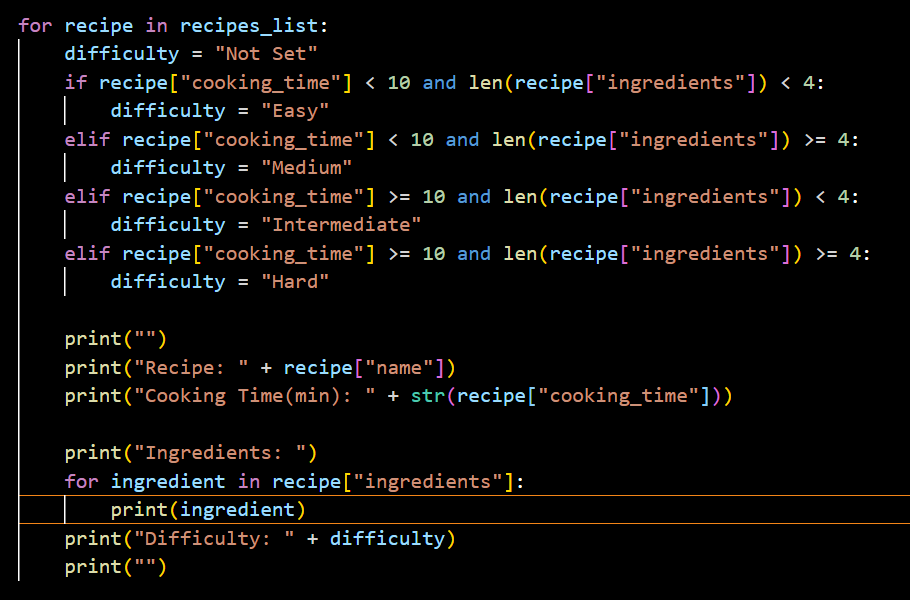 for recipe in recipes_list:
    difficulty = "Not Set"
    if recipe["cooking_time"] < 10 and len(recipe["ingredients"]) < 4:
        difficulty = "Easy"
    elif recipe["cooking_time"] < 10 and len(recipe["ingredients"]) >= 4:
        difficulty = "Medium"
    elif recipe["cooking_time"] >= 10 and len(recipe["ingredients"]) < 4:
        difficulty = "Intermediate"
    elif recipe["cooking_time"] >= 10 and len(recipe["ingredients"]) >= 4:
        difficulty = "Hard"

    print("")
    print("Recipe: " + recipe["name"])
    print("Cooking Time(min): " + str(recipe["cooking_time"]))

    print("Ingredients: ")
    for ingredient in recipe["ingredients"]:
        print(ingredient)
    print("Difficulty: " + difficulty)
    print("")